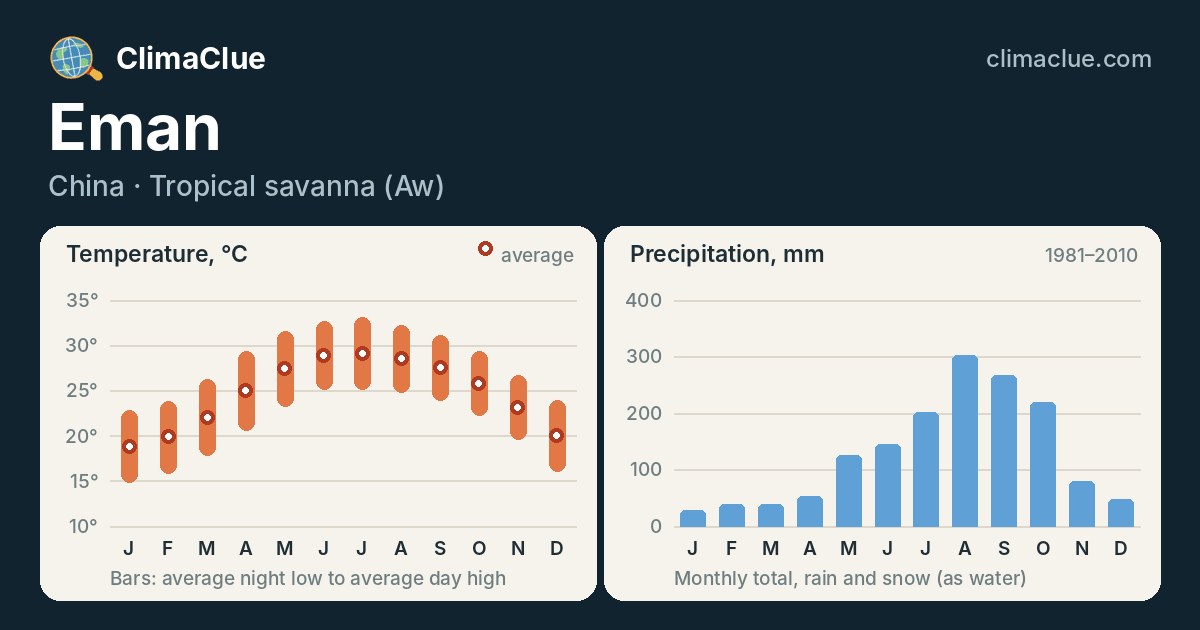 ClimaClue
climaclue.com
Eman
China · Tropical savanna (Aw)
Temperature, °C
average
35°
30°
25°
20°
15°
10°
J F M A M J J A S O N D
Bars: average night low to average day high
Precipitation, mm
1981–2010
400
300
200
100
0
J F M A M J J A S O N D
Monthly total, rain and snow (as water)